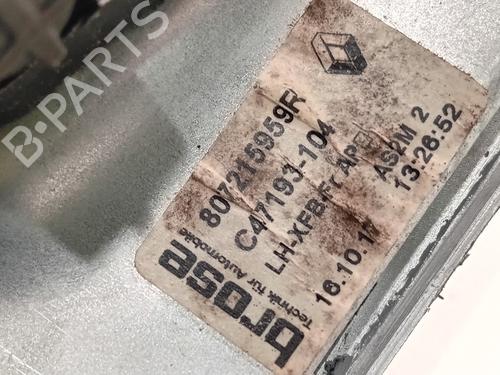 B-PARTS
807215959R
C47193-104
LH-XFB-Fr AP
16.10.17
AS2M 2
13:26:52
brose
Technik für Automobile